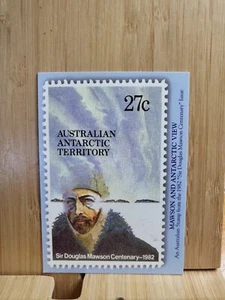 27c
AUSTRALIAN
ANTARCTIC
TERRITORY
Sir Douglas Mawson Centenary–1982
MAWSON AND ANTARCTIC VIEW
An Australian Stamp from the 1982 "Sir Douglas Mawson Centenary" Issue